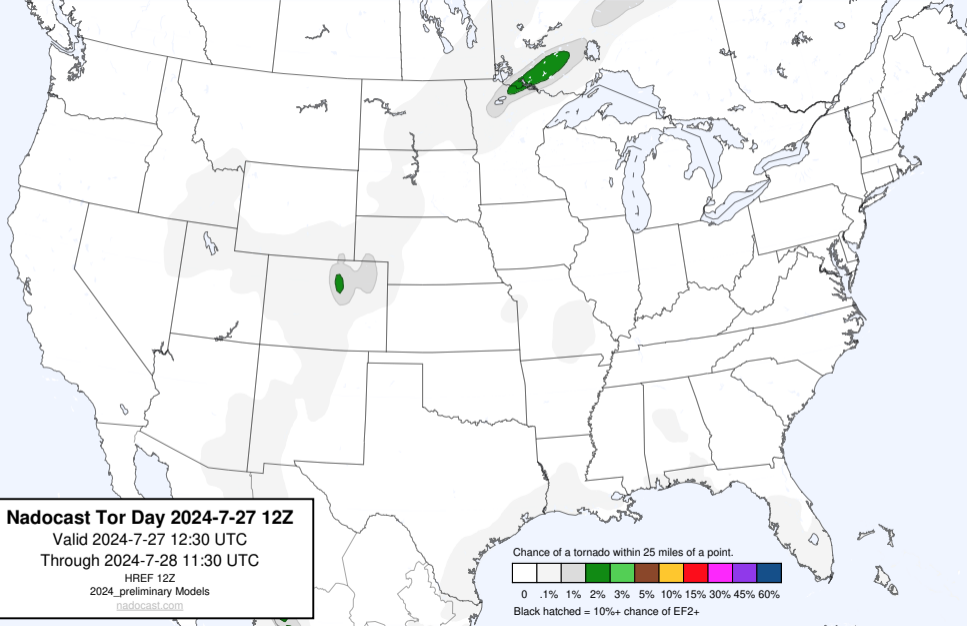 Nadocast Tor Day 2024-7-27 12Z
Valid 2024-7-27 12:30 UTC
Through 2024-7-28 11:30 UTC
HREF 12Z
2024_preliminary Models
nadocast.com
Chance of a tornado within 25 miles of a point.
0 .1% 1% 2% 3% 5% 10% 15% 30% 45% 60%
Black hatched = 10%+ chance of EF2+